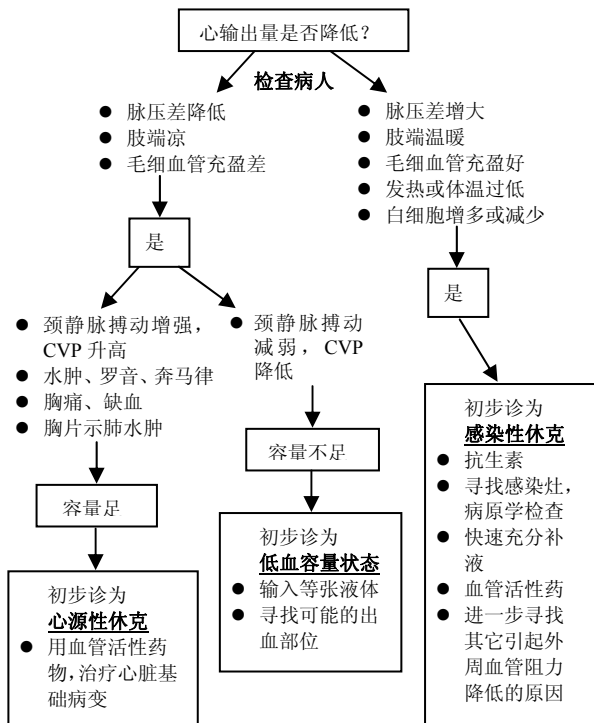 心输出量是否降低？
检查病人
● 脉压差降低
● 肢端凉
● 毛细血管充盈差
● 脉压差增大
● 肢端温暖
● 毛细血管充盈好
● 发热或体温过低
● 白细胞增多或减少
是
是
● 颈静脉搏动增强，
CVP 升高
● 水肿、罗音、奔马律
● 胸痛、缺血
● 胸片示肺水肿
● 颈静脉搏动
减弱，CVP
降低
容量足
容量不足
初步诊为
心源性休克
● 用血管活性药
物,治疗心脏基
础病变
初步诊为
低血容量状态
● 输入等张液体
● 寻找可能的出
血部位
初步诊为
感染性休克
● 抗生素
● 寻找感染灶，
病原学检查
● 快速充分补
液
● 血管活性药
● 进一步寻找
其它引起外
周血管阻力
降低的原因